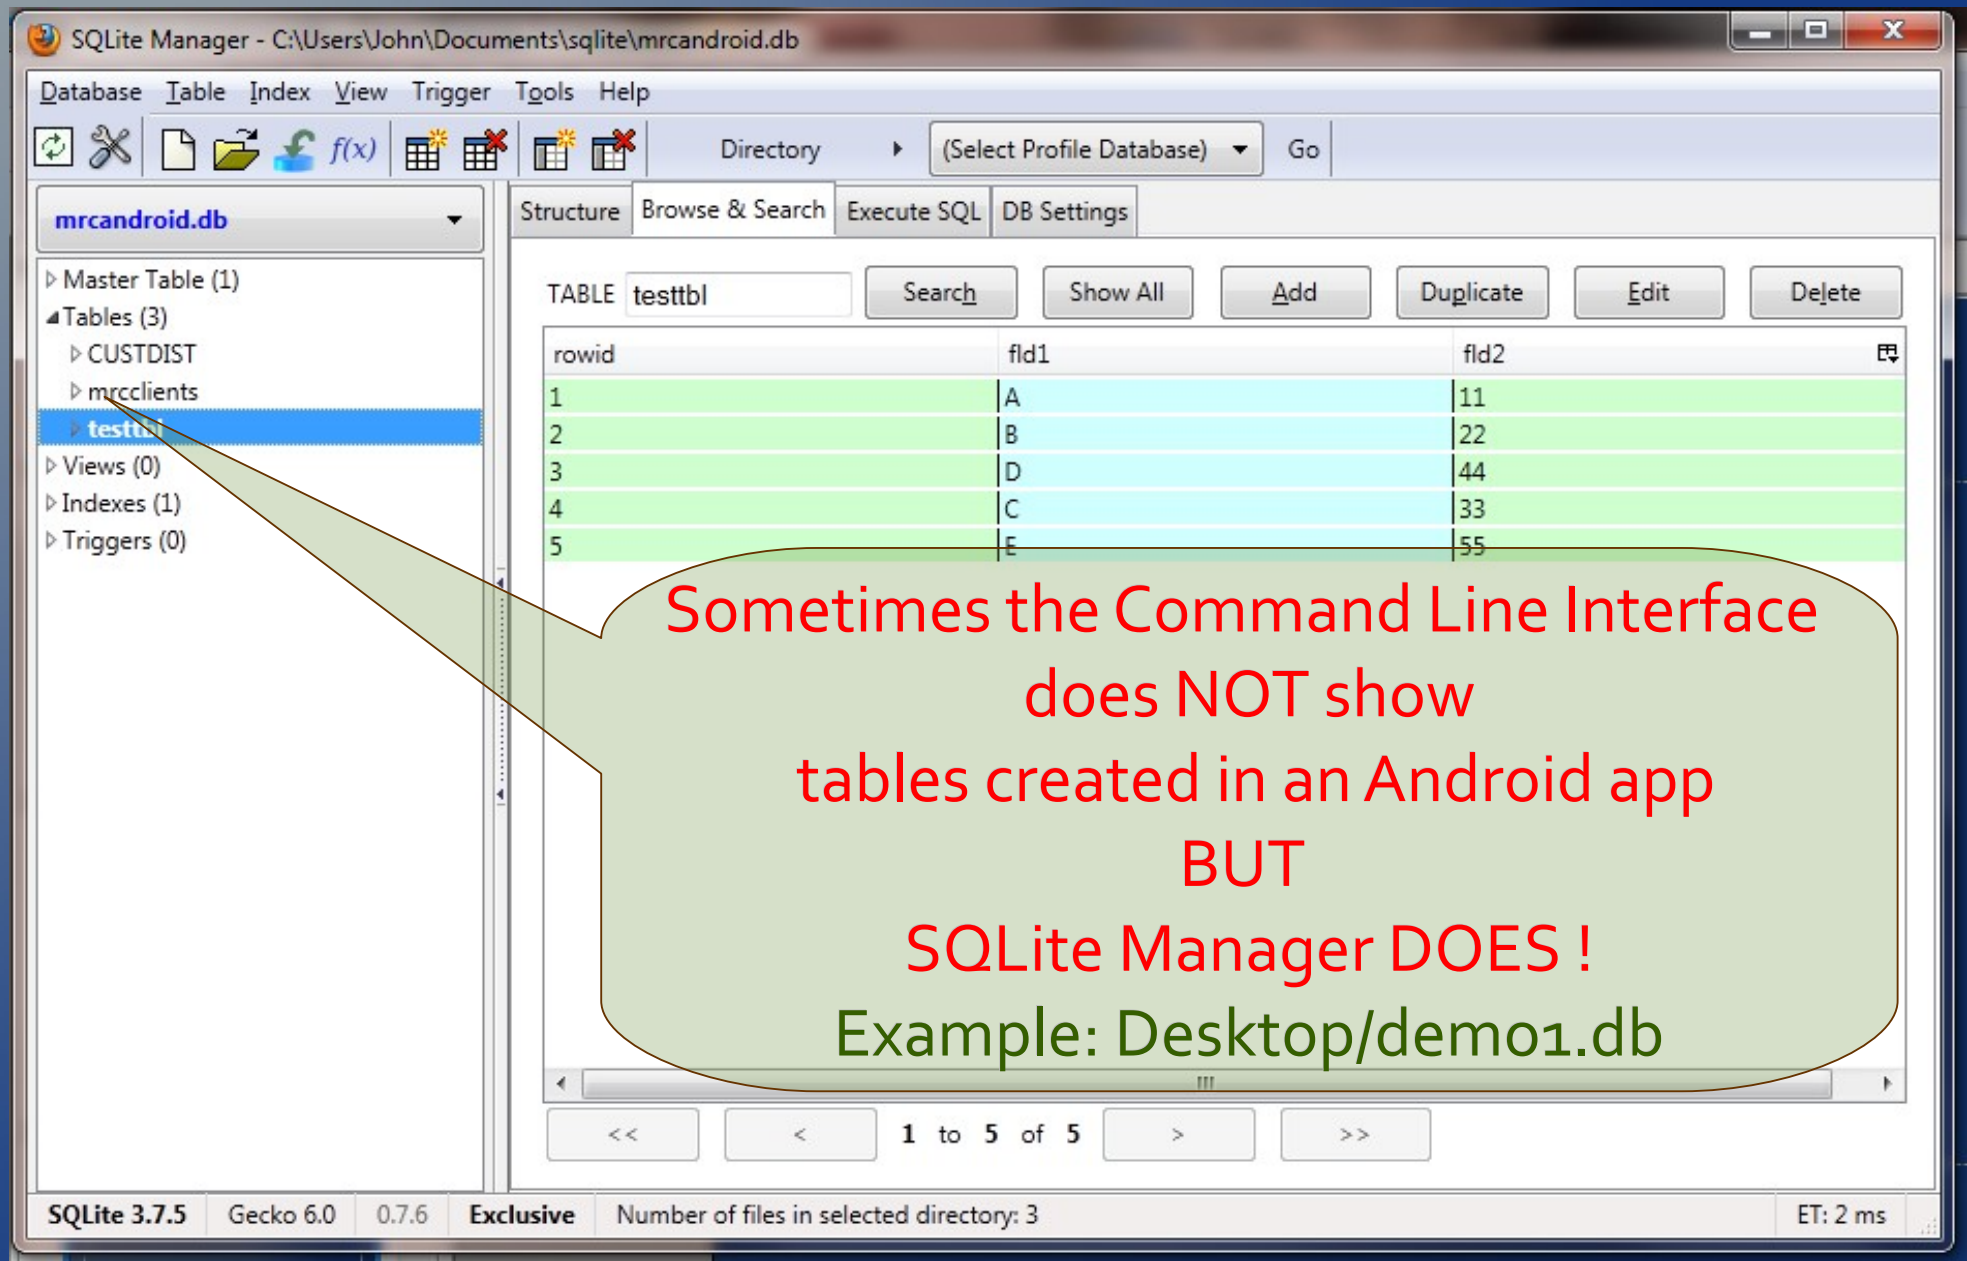 SQLite Manager - C:\Users\John\Documents\sqlite\mrcandroid.db
Database Table Index View Trigger Tools Help
f(x) Directory (Select Profile Database) Go
mrcandroid.db
Structure Browse & Search Execute SQL DB Settings
Master Table (1)
Tables (3)
CUSTDIST
mrcclients
testtbl
Views (0)
Indexes (1)
Triggers (0)
TABLE testtbl Search Show All Add Duplicate Edit Delete
rowid fld1 fld2
1 A 11
2 B 22
3 D 44
4 C 33
5 E 55
Sometimes the Command Line Interface
does NOT show
tables created in an Android app
BUT
SQLite Manager DOES !
Example: Desktop/demo1.db
<< < 1 to 5 of 5 > >>
SQLite 3.7.5 Gecko 6.0 0.7.6 Exclusive Number of files in selected directory: 3 ET: 2 ms